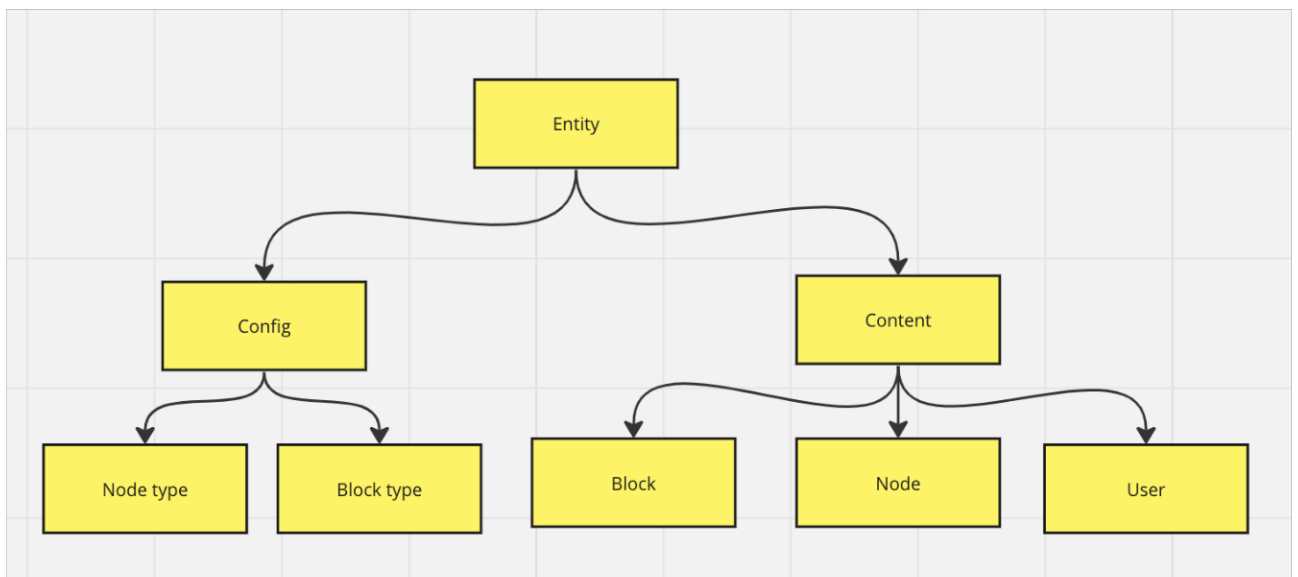 Entity
Config
Content
Node type
Block type
Block
Node
User